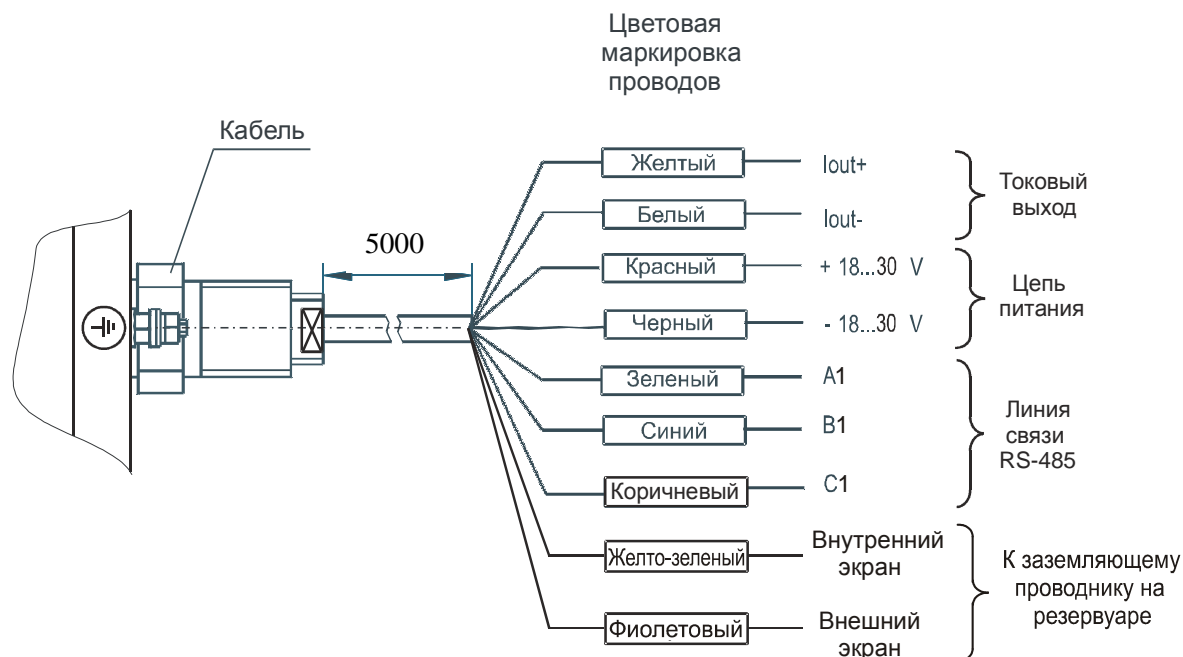 Цветовая
маркировка
проводов
Кабель
5000
Желтый
Iout+
Белый
Iout-
Токовый
выход
Красный
+ 18...30 V
Черный
- 18...30 V
Цепь
питания
Зеленый
A1
Синий
B1
Коричневый
C1
Линия
связи
RS-485
Желто-зеленый
Внутренний
экран
Фиолетовый
Внешний
экран
К заземляющему
проводнику на
резервуаре